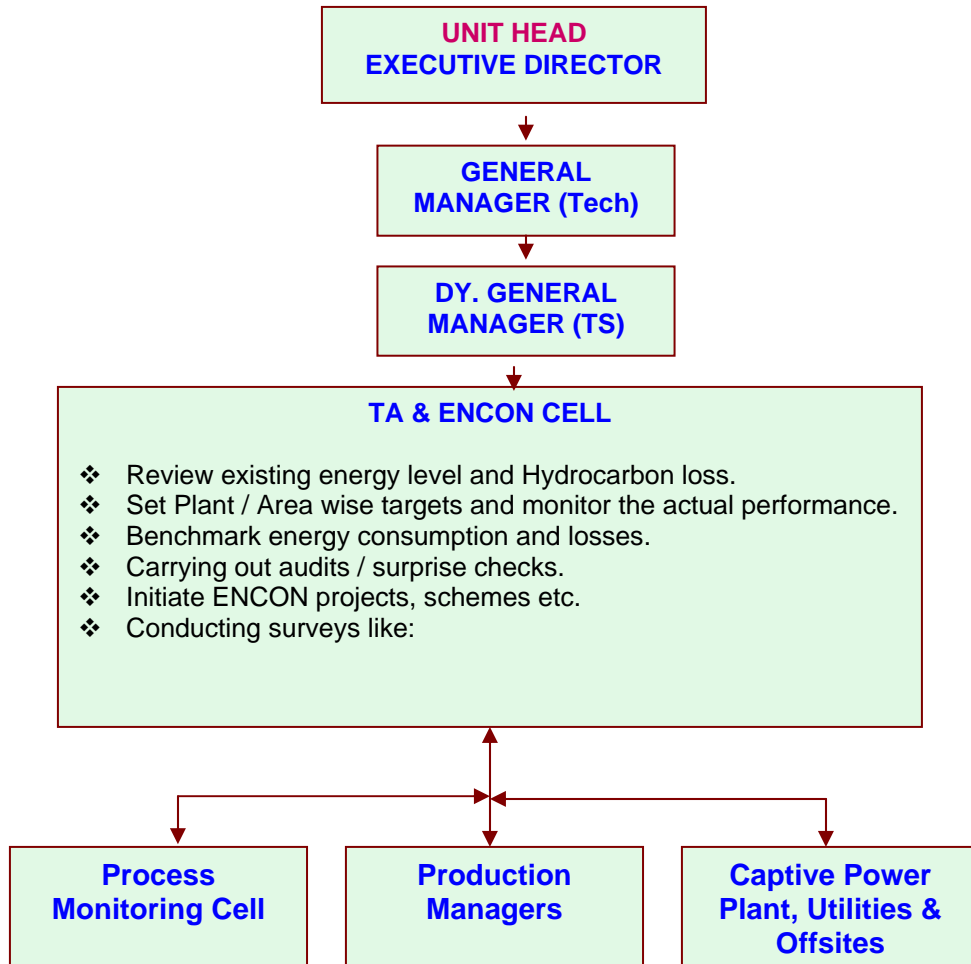 UNIT HEAD
EXECUTIVE DIRECTOR
GENERAL
MANAGER (Tech)
DY. GENERAL
MANAGER (TS)
TA & ENCON CELL
❖ Review existing energy level and Hydrocarbon loss.
❖ Set Plant / Area wise targets and monitor the actual performance.
❖ Benchmark energy consumption and losses.
❖ Carrying out audits / surprise checks.
❖ Initiate ENCON projects, schemes etc.
❖ Conducting surveys like:
Process
Monitoring Cell
Production
Managers
Captive Power
Plant, Utilities &
Offsites